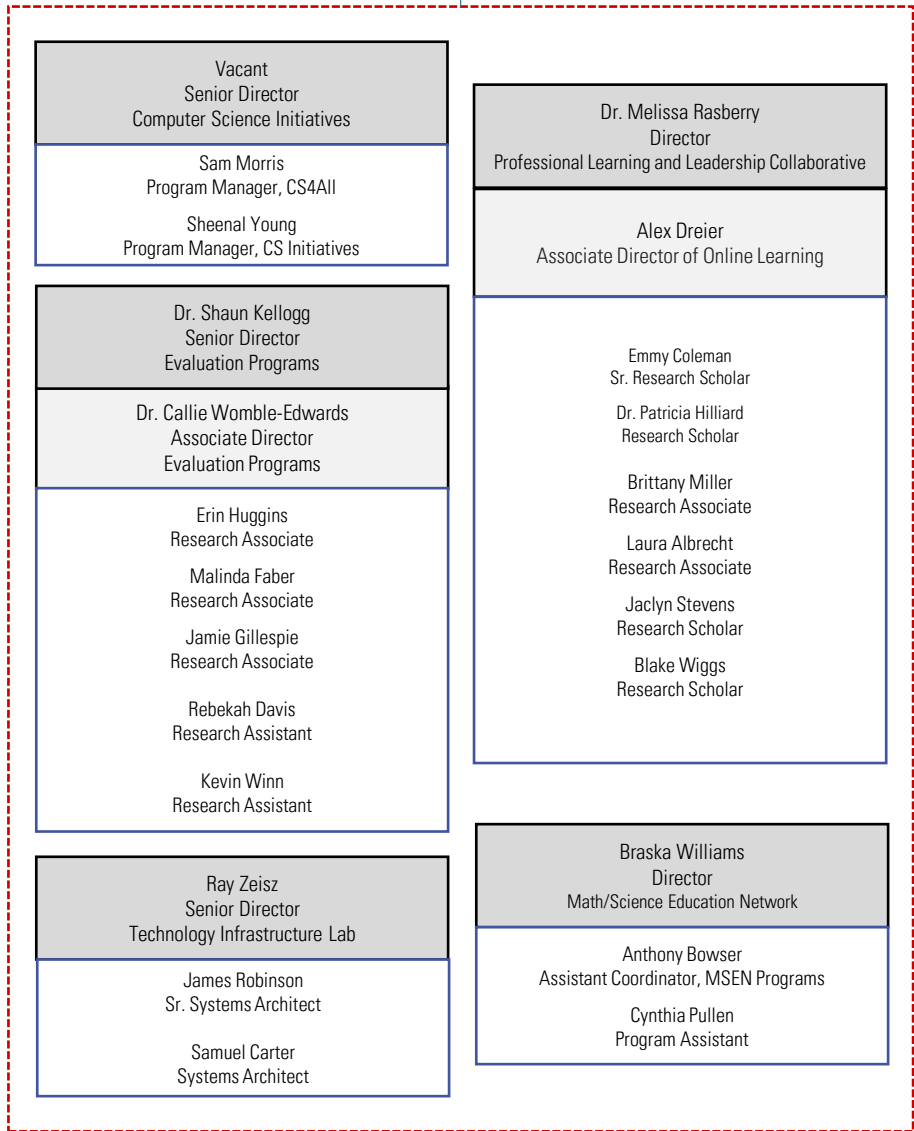 Vacant
Senior Director
Computer Science Initiatives
Sam Morris
Program Manager, CS4All
Sheenal Young
Program Manager, CS Initiatives
Dr. Shaun Kellogg
Senior Director
Evaluation Programs
Dr. Callie Womble-Edwards
Associate Director
Evaluation Programs
Erin Huggins
Research Associate
Malinda Faber
Research Associate
Jamie Gillespie
Research Associate
Rebekah Davis
Research Assistant
Kevin Winn
Research Assistant
Ray Zeisz
Senior Director
Technology Infrastructure Lab
James Robinson
Sr. Systems Architect
Samuel Carter
Systems Architect
Dr. Melissa Rasberry
Director
Professional Learning and Leadership Collaborative
Alex Dreier
Associate Director of Online Learning
Emmy Coleman
Sr. Research Scholar
Dr. Patricia Hilliard
Research Scholar
Brittany Miller
Research Associate
Laura Albrecht
Research Associate
Jaclyn Stevens
Research Scholar
Blake Wiggs
Research Scholar
Braska Williams
Director
Math/Science Education Network
Anthony Bowser
Assistant Coordinator, MSEN Programs
Cynthia Pullen
Program Assistant